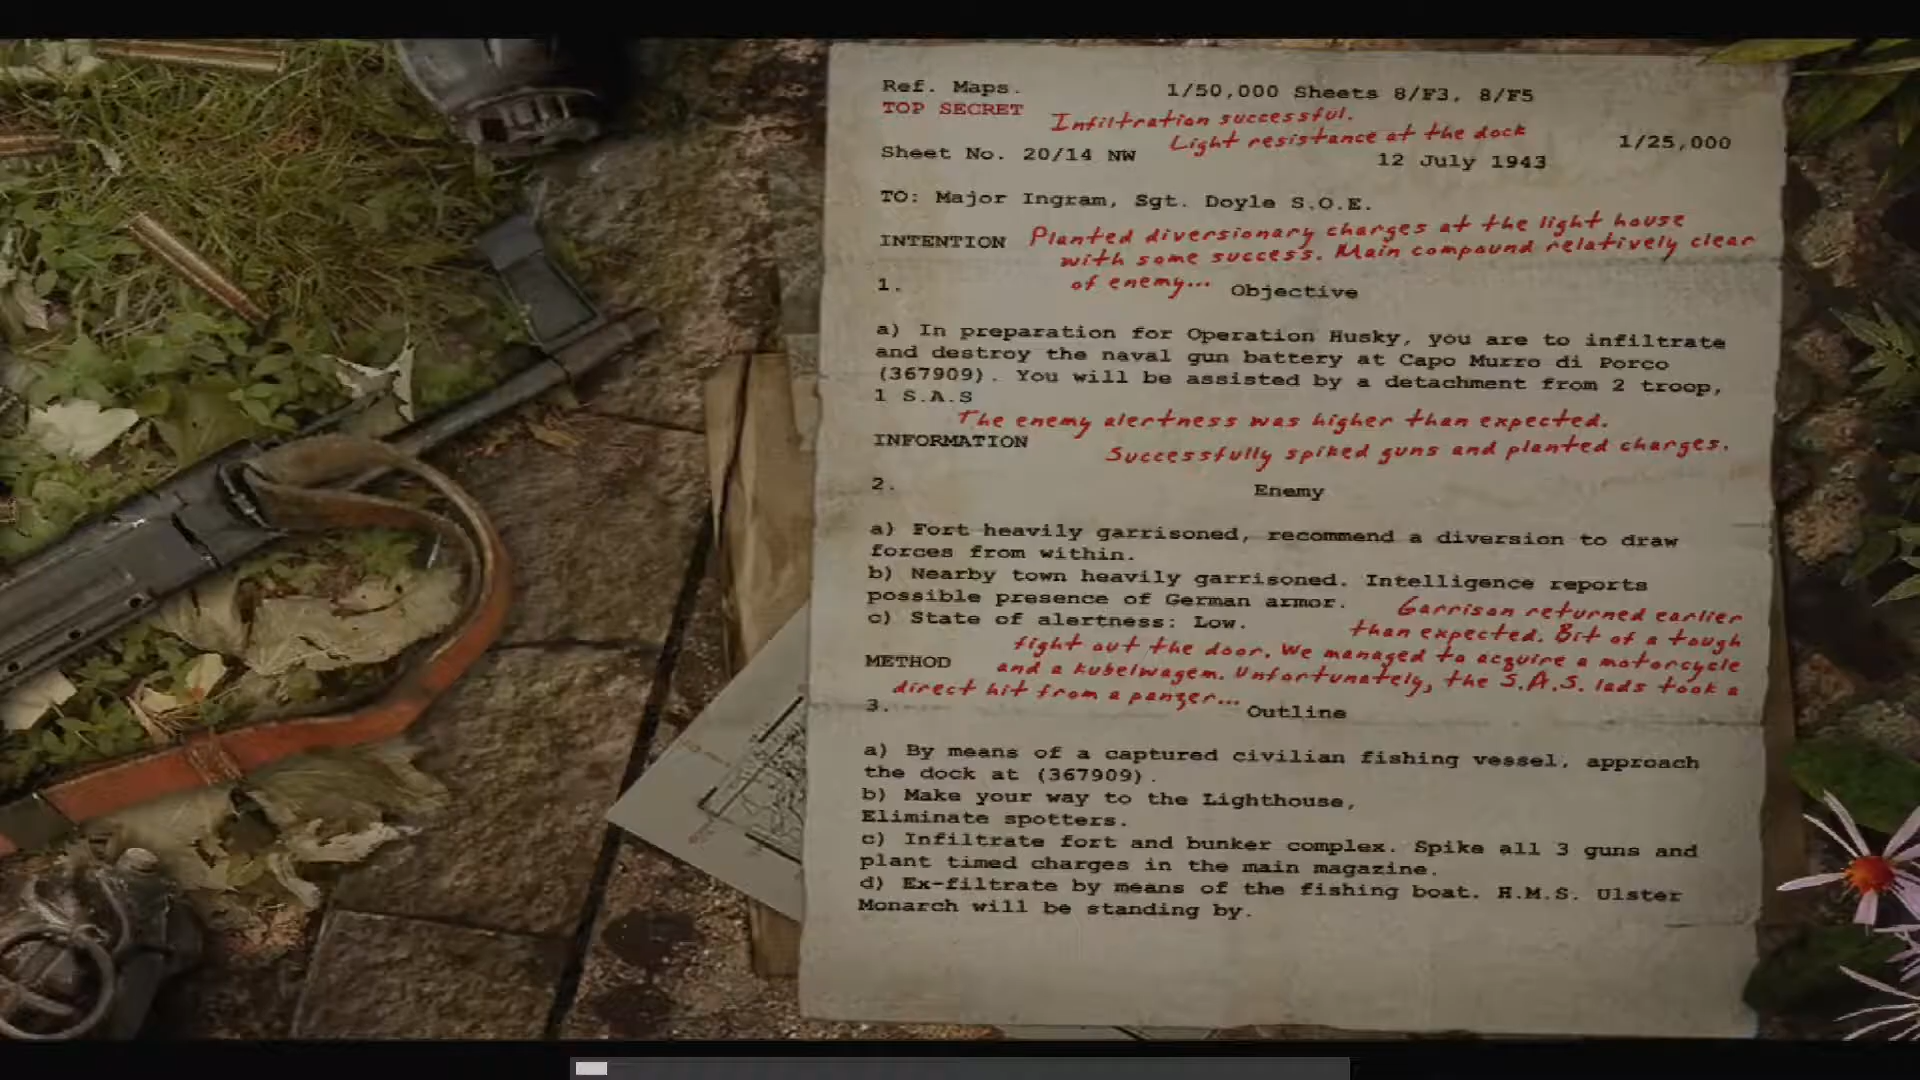 Ref. Maps. 1/50,000 Sheets 8/F3, 8/F5
TOP SECRET Infiltration successful.
Light resistance at the dock 1/25,000
Sheet No. 20/14 NW 12 July 1943
TO: Major Ingram, Sgt. Doyle S.O.E.
INTENTION Planted diversionary charges at the light house
with some success. Main compound relatively clear
of enemy...
1. Objective
a) In preparation for Operation Husky, you are to infiltrate
and destroy the naval gun battery at Capo Murro di Porco
(367909). You will be assisted by a detachment from 2 troop,
1 S.A.S
The enemy alertness was higher than expected.
INFORMATION Successfully spiked guns and planted charges.
2. Enemy
a) Fort heavily garrisoned, recommend a diversion to draw
forces from within.
b) Nearby town heavily garrisoned. Intelligence reports
possible presence of German armor.
c) State of alertness: Low.
Garrison returned earlier
than expected. Bit of a tough
fight out the door. We managed to acquire a motorcycle
METHOD and a kubelwagem. Unfortunately, the S.A.S. lads took a
direct hit from a panzer...
3. Outline
a) By means of a captured civilian fishing vessel, approach
the dock at (367909).
b) Make your way to the Lighthouse,
Eliminate spotters.
c) Infiltrate fort and bunker complex. Spike all 3 guns and
plant timed charges in the main magazine.
d) Ex-filtrate by means of the fishing boat. H.M.S. Ulster
Monarch will be standing by.